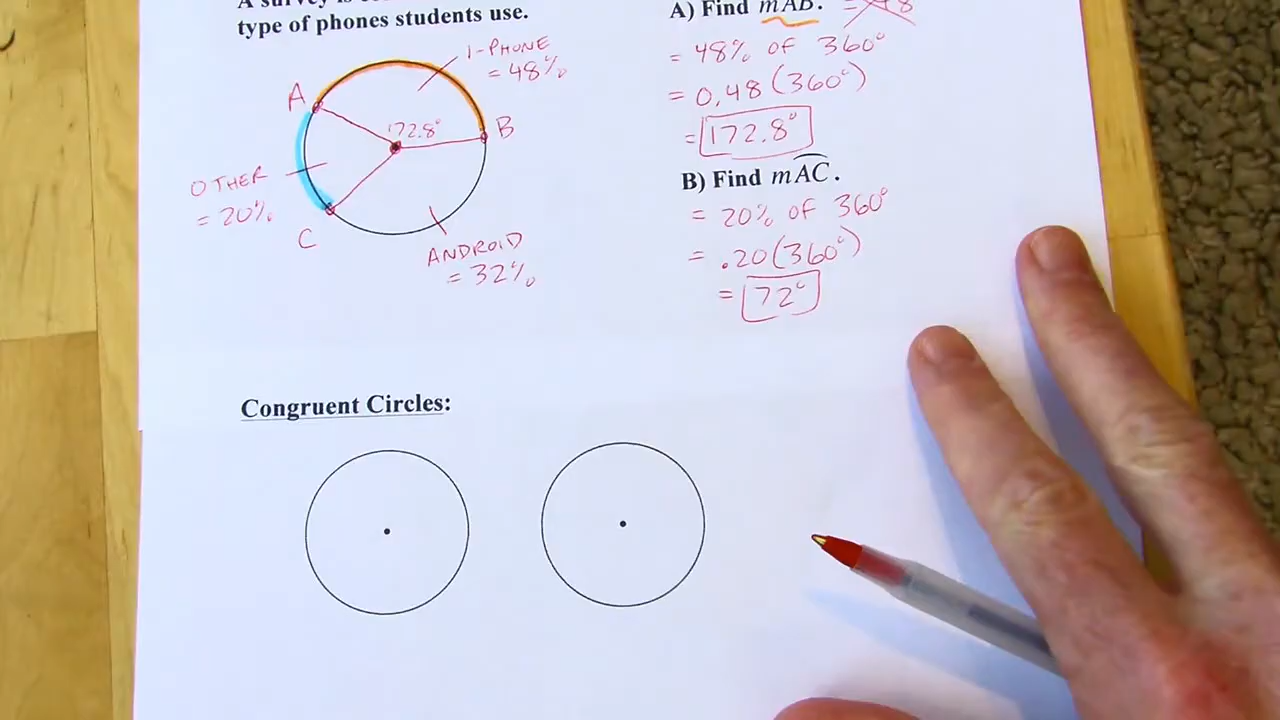 type of phones students use.
I-PHONE
= 48%
A
172.8°
B
OTHER
= 20%
C
ANDROID
= 32%
A) Find mAB.
= 48% OF 360°
= 0.48(360°)
= 172.8°
B) Find mAC.
= 20% OF 360°
= .20(360°)
= 72°
Congruent Circles: